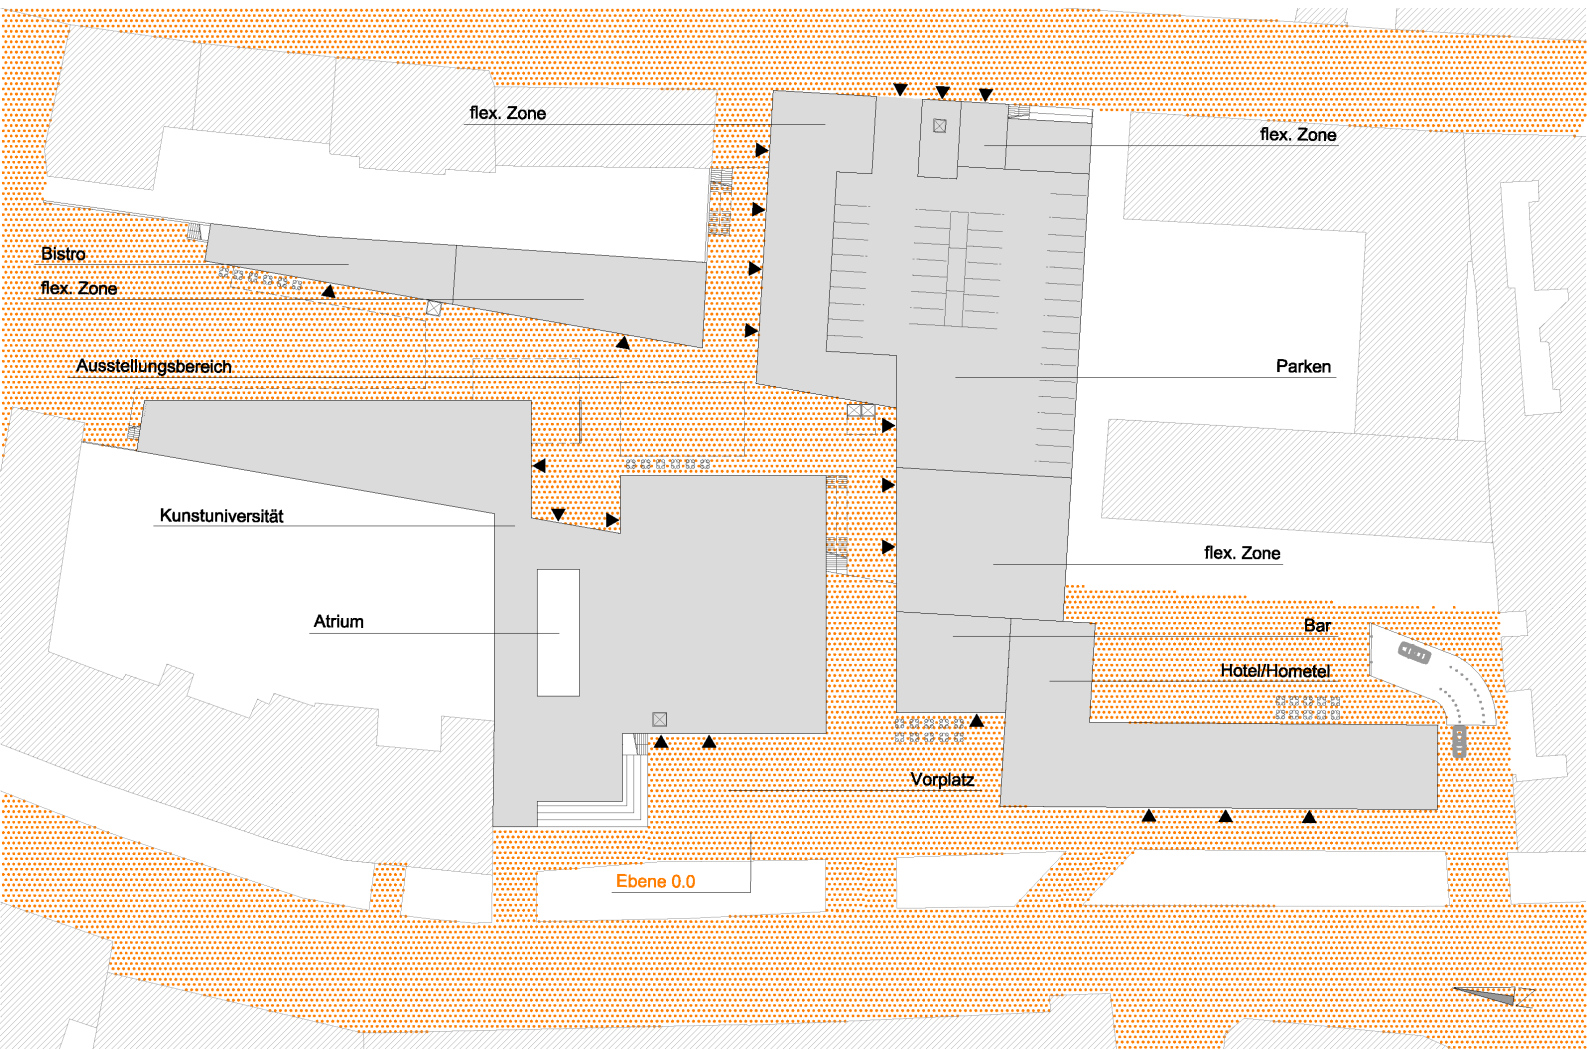 flex. Zone
flex. Zone
Bistro
flex. Zone
Ausstellungsbereich
Parken
Kunstuniversität
flex. Zone
Atrium
Bar
Hotel/Hometel
Vorplatz
Ebene 0.0